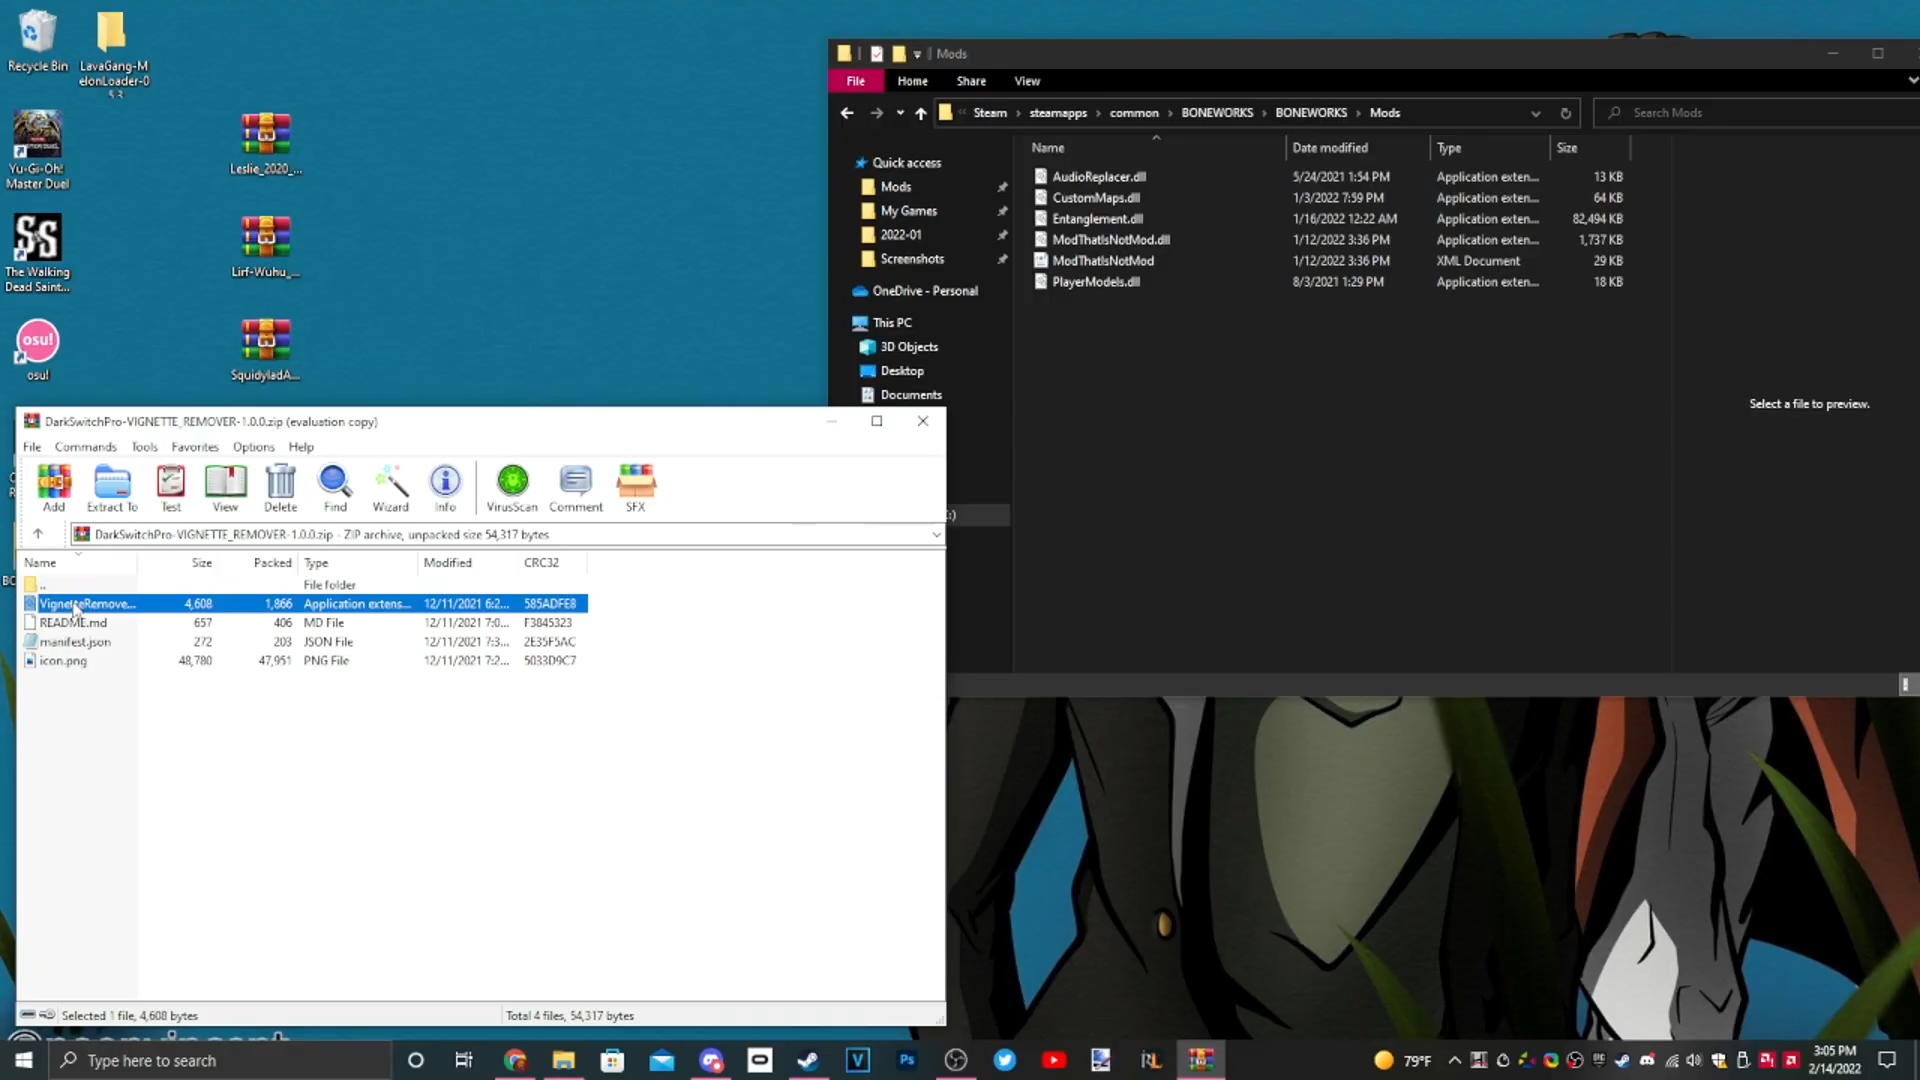 Recycle Bin
LavaGang-M
elonLoader-0
5.3
Yu-Gi-Oh!
Master Duel
Leslie_2020_...
The Walking
Dead Saint...
Lirf-Wuhu_...
osu!
osu!
SquidyladA...
Mods
File Home Share View
Steam steamapps common BONEWORKS BONEWORKS Mods
Search Mods
Name Date modified Type Size
Quick access
Mods
My Games
2022-01
Screenshots
OneDrive - Personal
This PC
3D Objects
Desktop
Documents
AudioReplacer.dll 5/24/2021 1:54 PM Application exten... 13 KB
CustomMaps.dll 1/3/2022 7:59 PM Application exten... 64 KB
Entanglement.dll 1/16/2022 12:22 AM Application exten... 82,494 KB
ModThatIsNotMod.dll 1/12/2022 3:36 PM Application exten... 1,737 KB
ModThatIsNotMod 1/12/2022 3:36 PM XML Document 29 KB
PlayerModels.dll 8/3/2021 1:29 PM Application exten... 18 KB
Select a file to preview.
DarkSwitchPro-VIGNETTE_REMOVER-1.0.0.zip (evaluation copy)
File Commands Tools Favorites Options Help
Add Extract To Test View Delete Find Wizard Info VirusScan Comment SFX
DarkSwitchPro-VIGNETTE_REMOVER-1.0.0.zip - ZIP archive, unpacked size 54,317 bytes
Name Size Packed Type Modified CRC32
.. File folder
VignetteRemove... 4,608 1,866 Application extens... 12/11/2021 6:2... 585ADFE8
README.md 657 406 MD File 12/11/2021 7:0... F3845323
manifest.json 272 203 JSON File 12/11/2021 7:3... 2E35F5AC
icon.png 48,780 47,951 PNG File 12/11/2021 7:2... 5033D9C7
Selected 1 file, 4,608 bytes
Total 4 files, 54,317 bytes
Type here to search
79°F
3:05 PM
2/14/2022